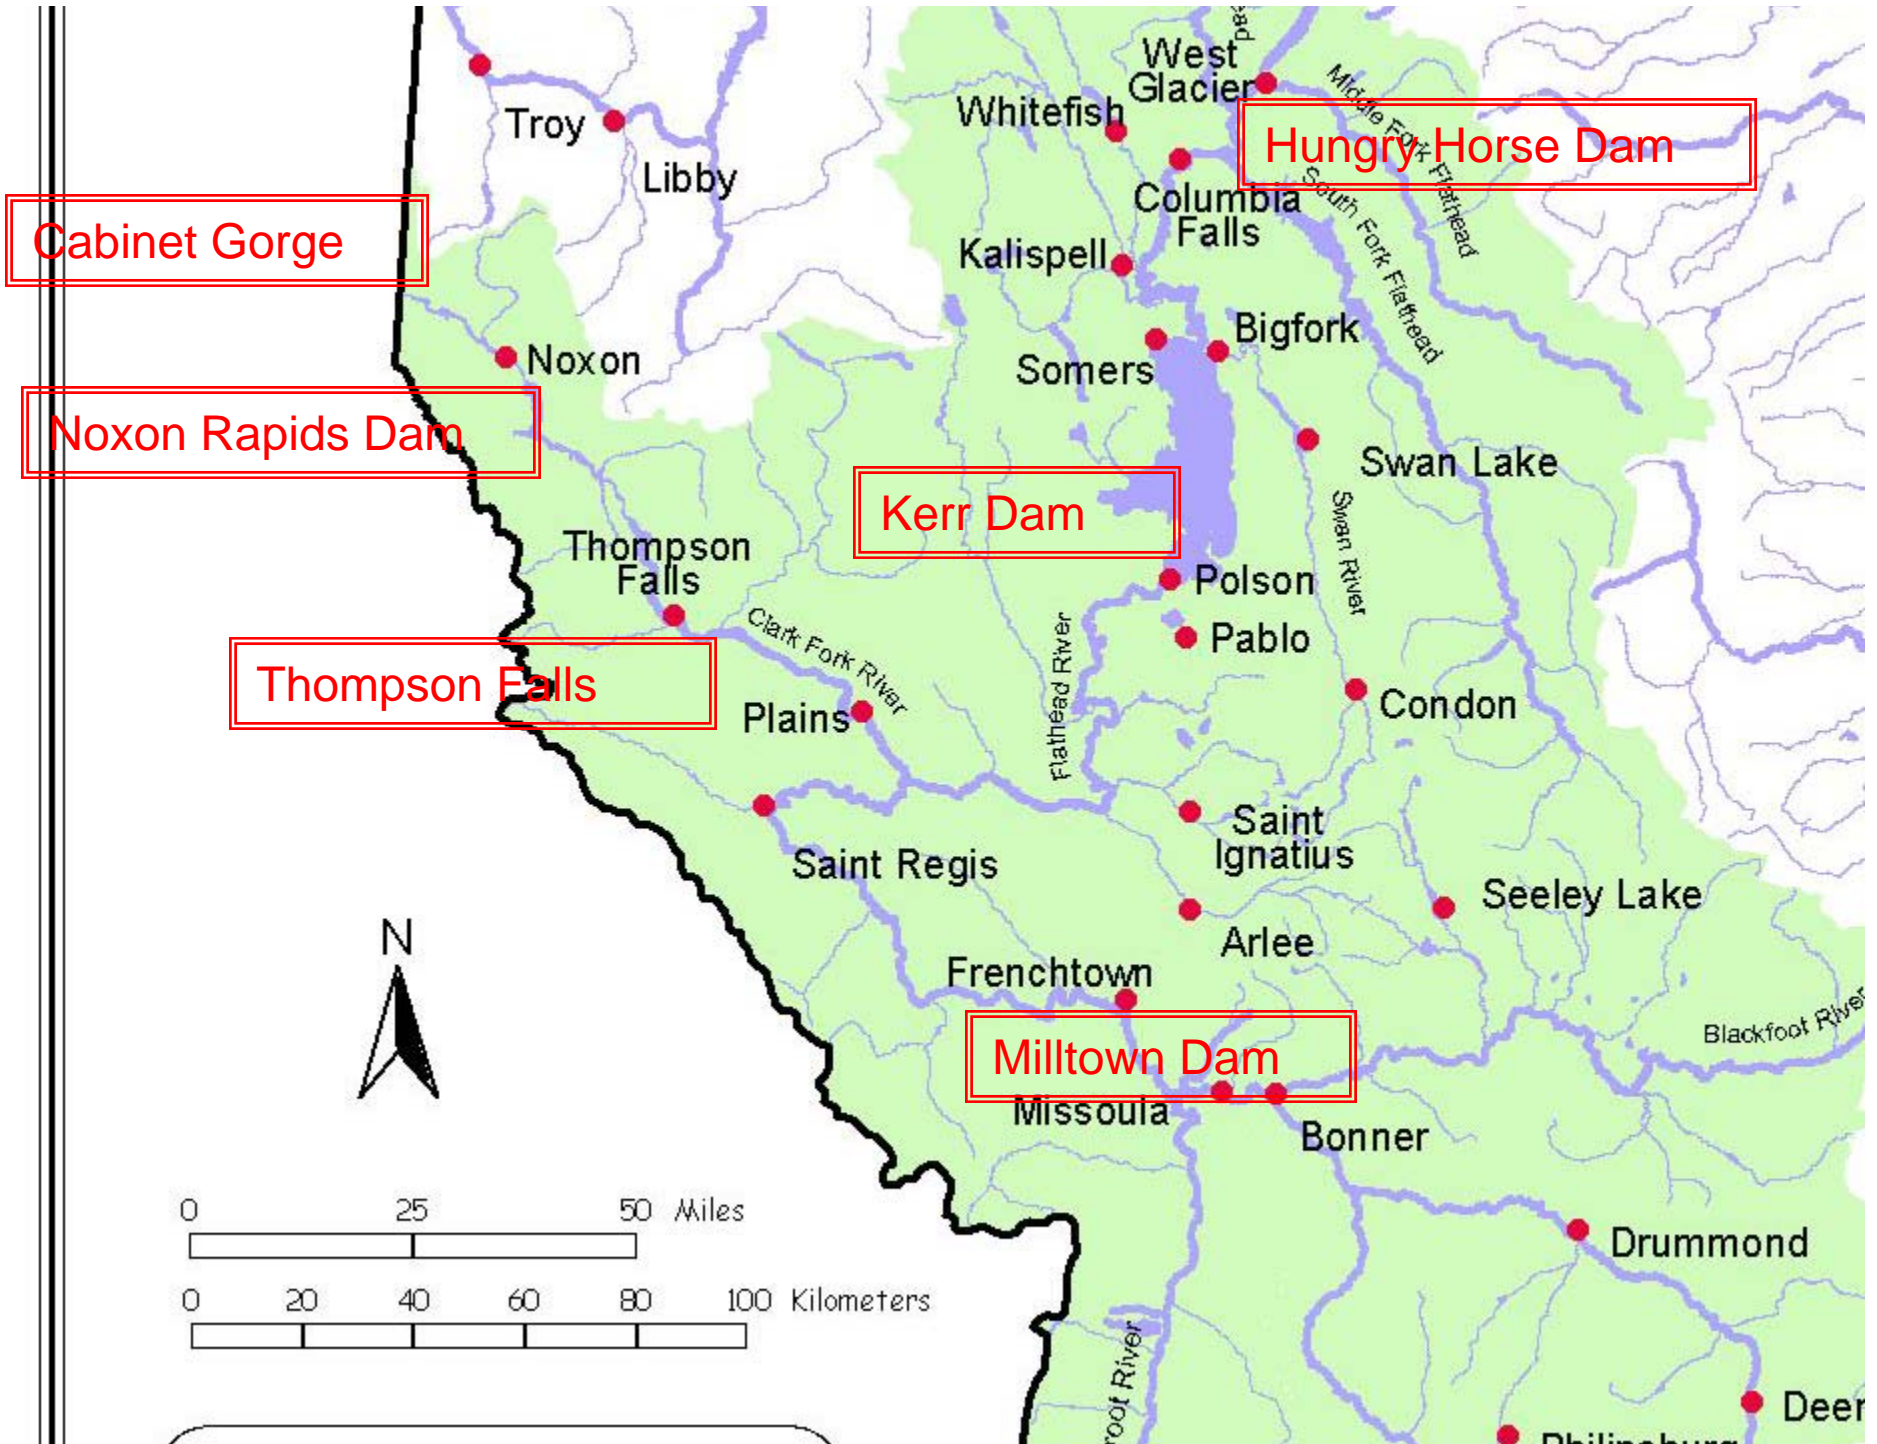 West
Glacier
Whitefish
Middle Fork Flathead
Hungry Horse Dam
Troy
Libby
Columbia
Falls
South Fork Flathead
Cabinet Gorge
Kalispell
Bigfork
Noxon
Somers
Noxon Rapids Dam
Swan Lake
Kerr Dam
Swan River
Thompson
Falls
Polson
Clark Fork River
Flathead River
Pablo
Thompson Falls
Plains
Condon
Saint
Ignatius
Saint Regis
Seeley Lake
N
Arlee
Frenchtown
Blackfoot River
Milltown Dam
Missoula
Bonner
0 25 50 Miles
Drummond
0 20 40 60 80 100 Kilometers
root River
Deer